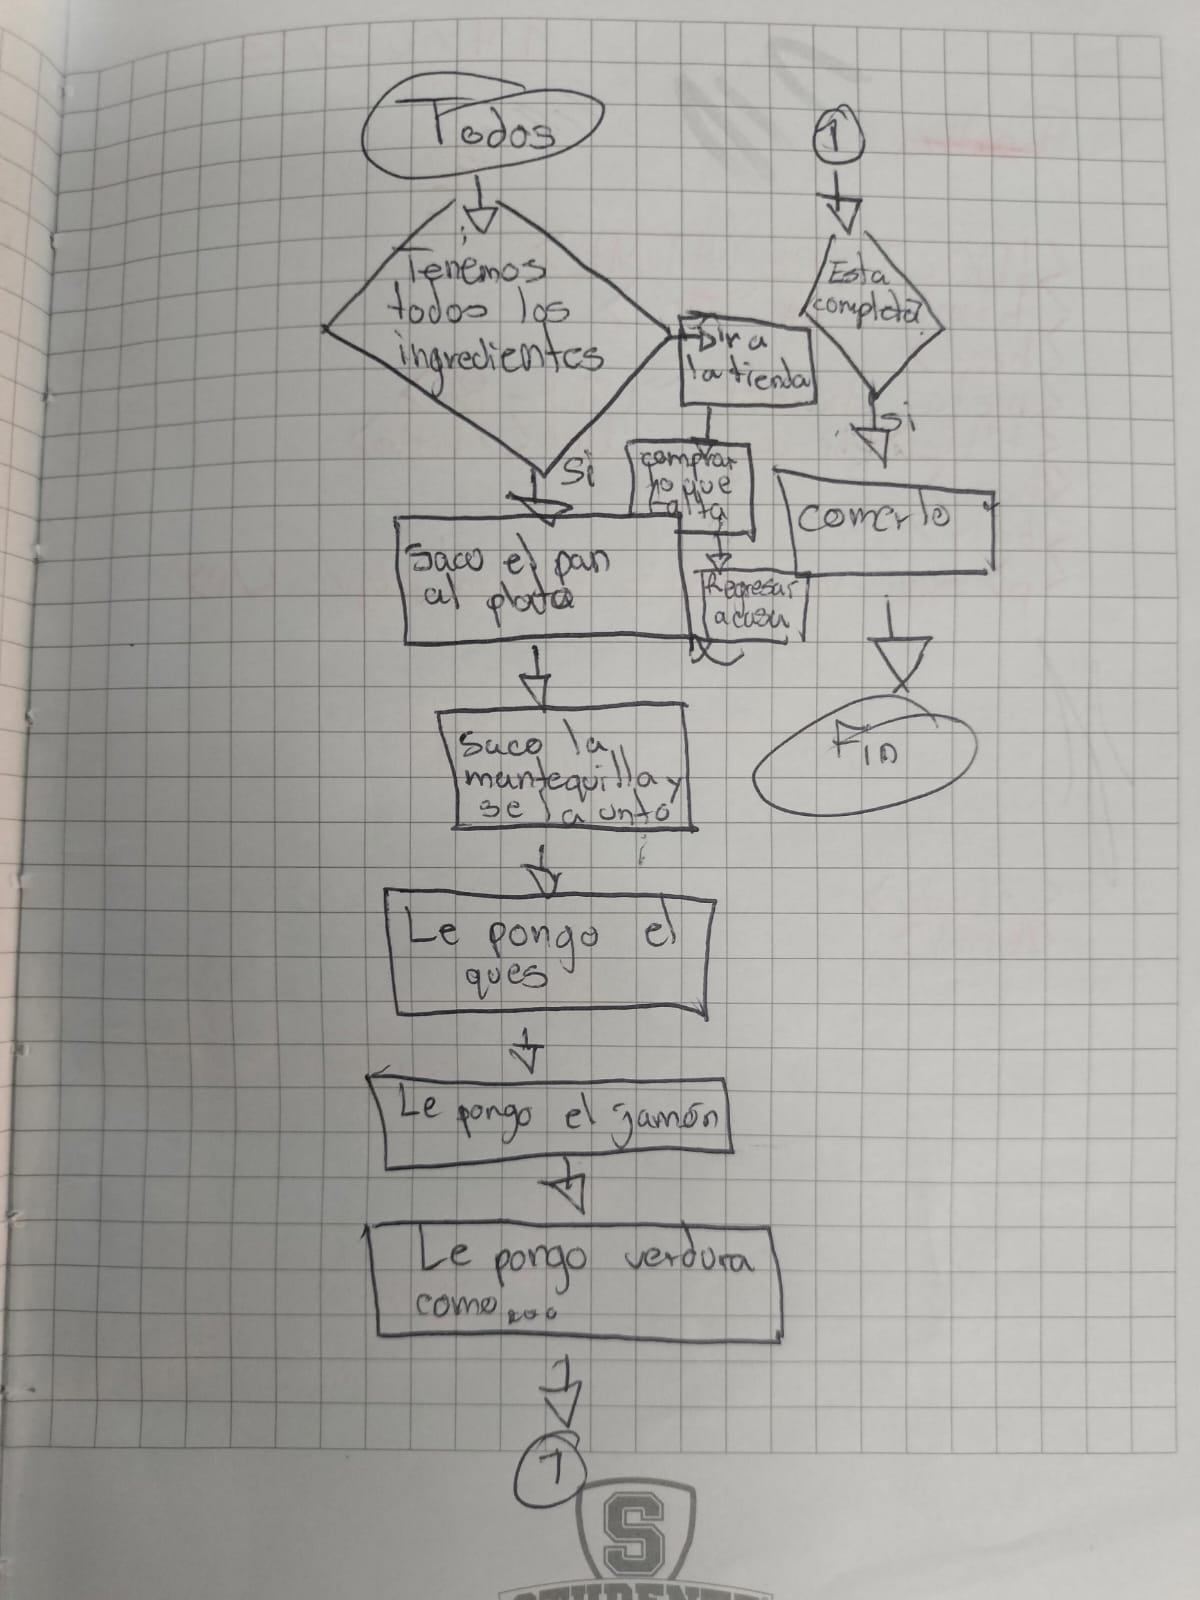 Todos
Tenemos
todos los
ingredientes
Si
ir a
la tienda
comprar
lo que
falta
Regresar
a casa
Saco el pan
al plato
Saco la
mantequilla y
se la unto
Le pongo el
ques
Le pongo el jamón
Le pongo verdura
como...
1
1
Esta
completa?
si
comerlo
Fin
S
STUDENT